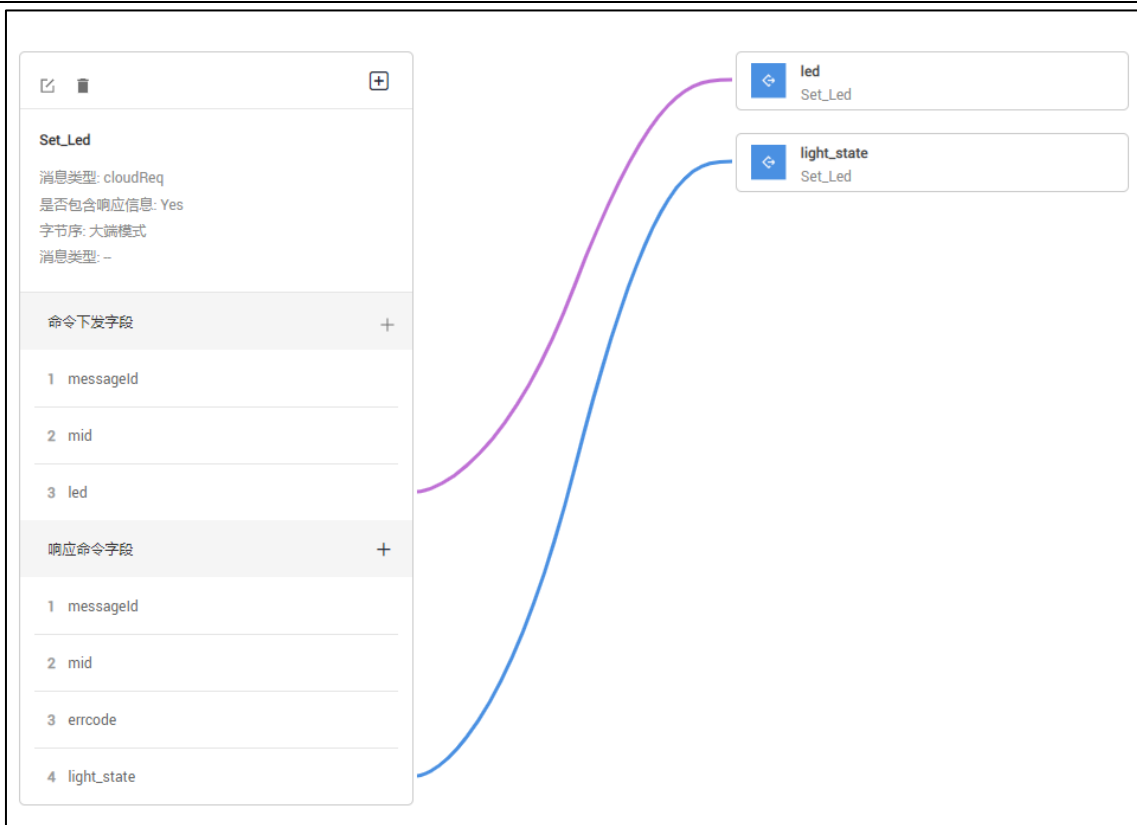 Set_Led
消息类型: cloudReq
是否包含响应信息: Yes
字节序: 大端模式
消息类型: –
命令下发字段
1 messageId
2 mid
3 led
响应命令字段
1 messageId
2 mid
3 errcode
4 light_state
led
Set_Led
light_state
Set_Led